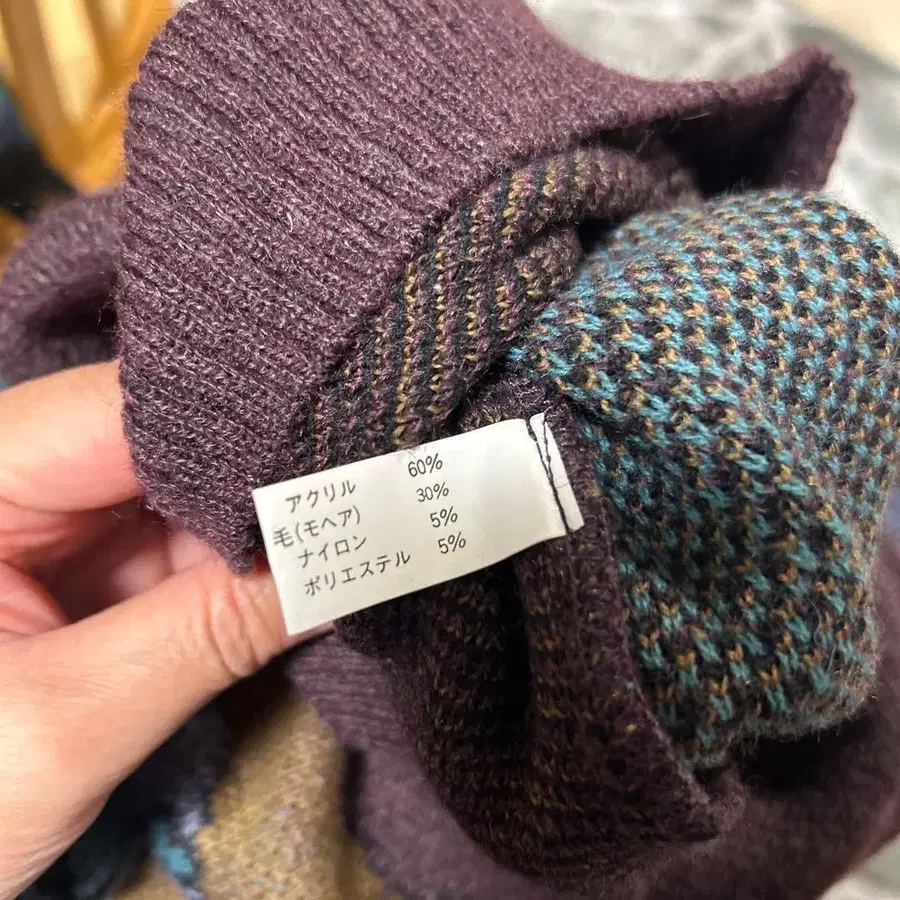 アクリル 60%
毛(モヘア) 30%
ナイロン 5%
ポリエステル 5%